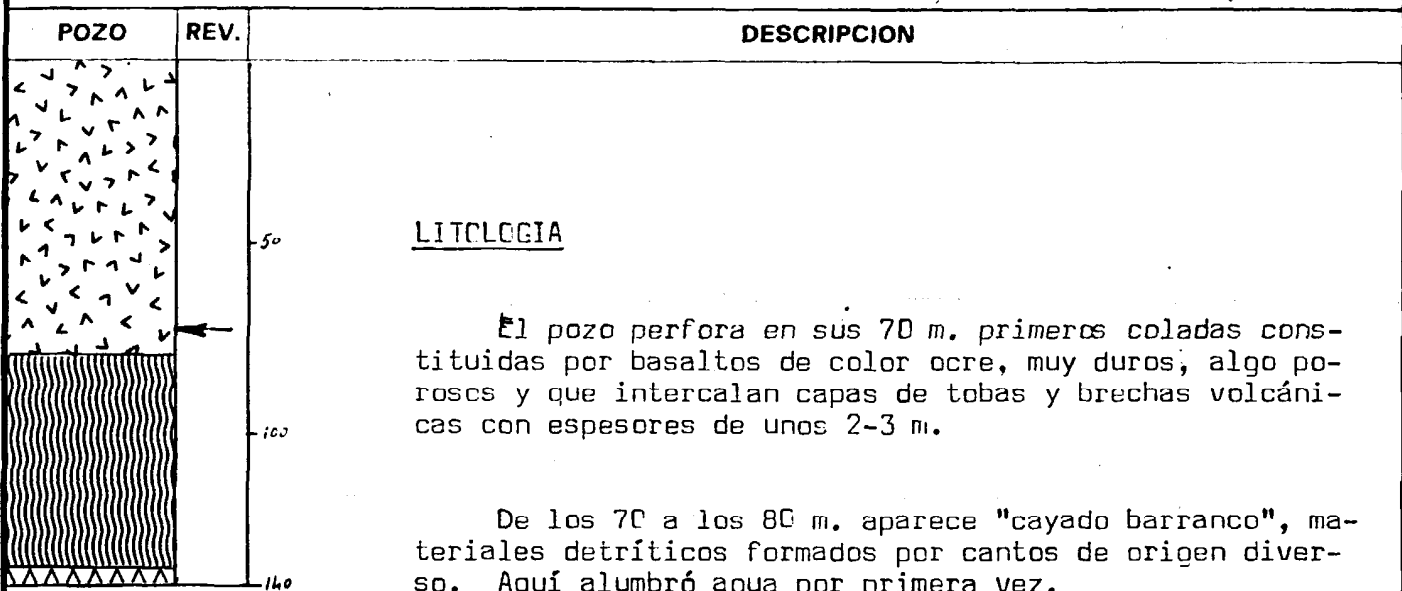 POZO REV. DESCRIPCION
50
LITOLOGIA
El pozo perfora en sus 70 m. primeros coladas cons-
tituidas por basaltos de color ocre, muy duros, algo po-
rosos y que intercalan capas de tobas y brechas volcáni-
cas con espesores de unos 2-3 m.
100
De los 70 a los 80 m. aparece "cayado barranco", ma-
teriales detríticos formados por cantos de origen diver-
140
so. Aquí alumbró agua por primera vez.